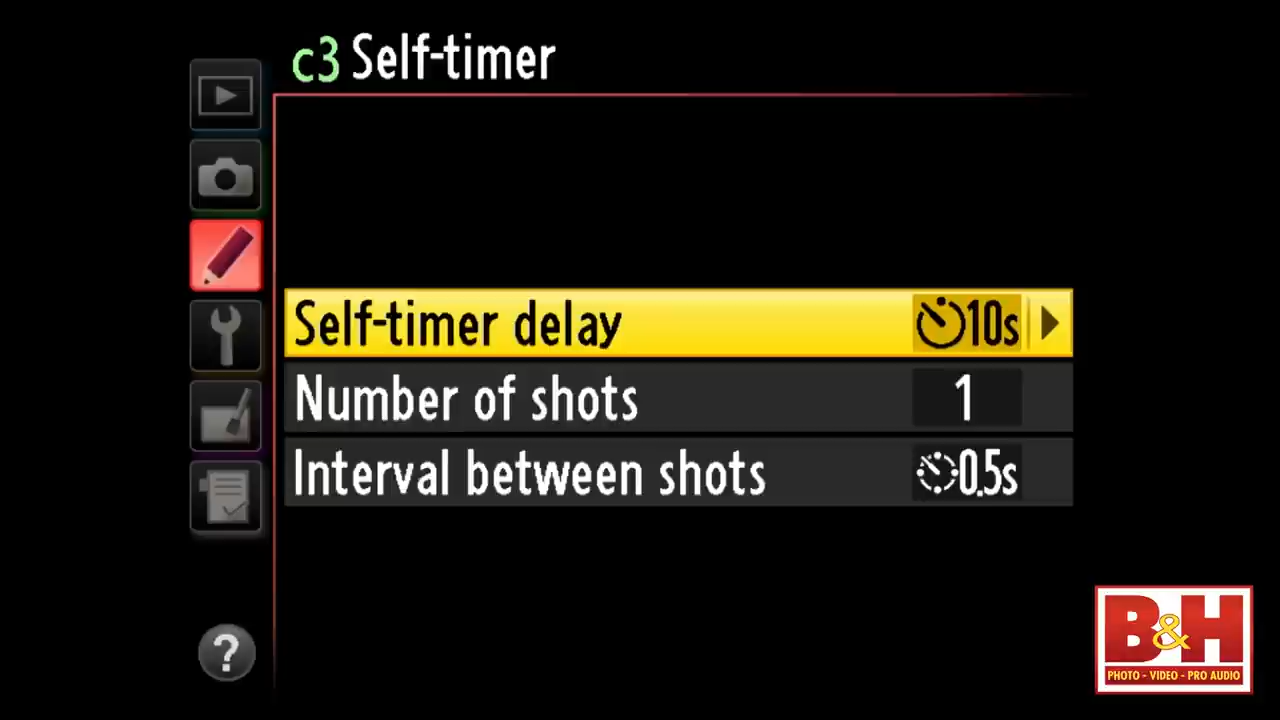 c3 Self-timer
Self-timer delay 10s
Number of shots 1
Interval between shots 0.5s
?
B&H
PHOTO - VIDEO - PRO AUDIO